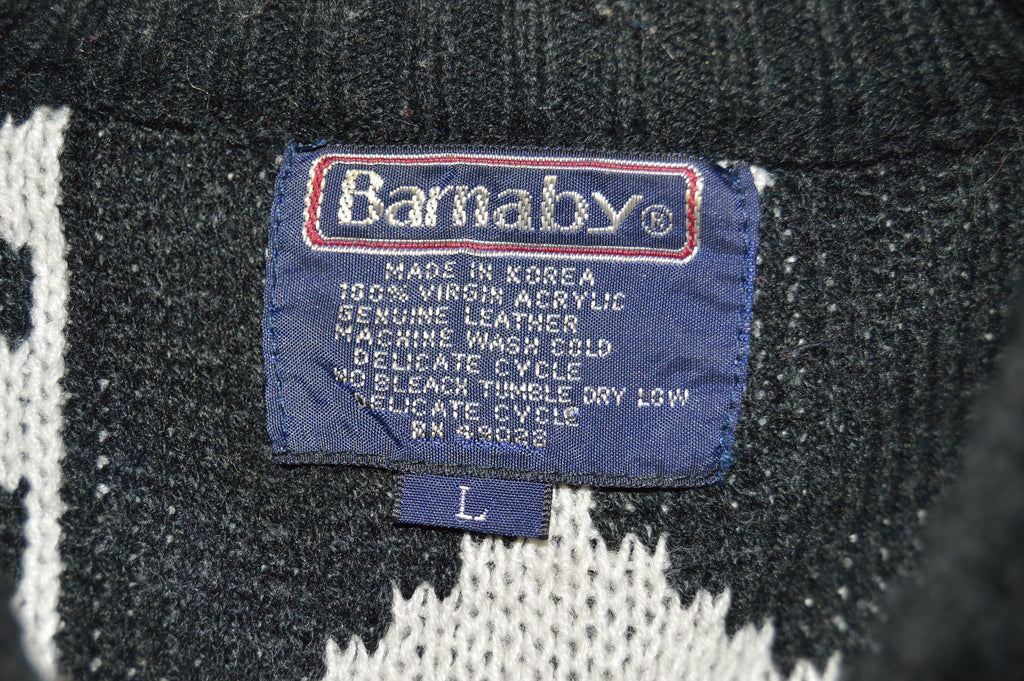 Barnaby®
MADE IN KOREA
100% VIRGIN ACRYLIC
GENUINE LEATHER
MACHINE WASH COLD
DELICATE CYCLE
NO BLEACH TUMBLE DRY LOW
DELICATE CYCLE
RN
L